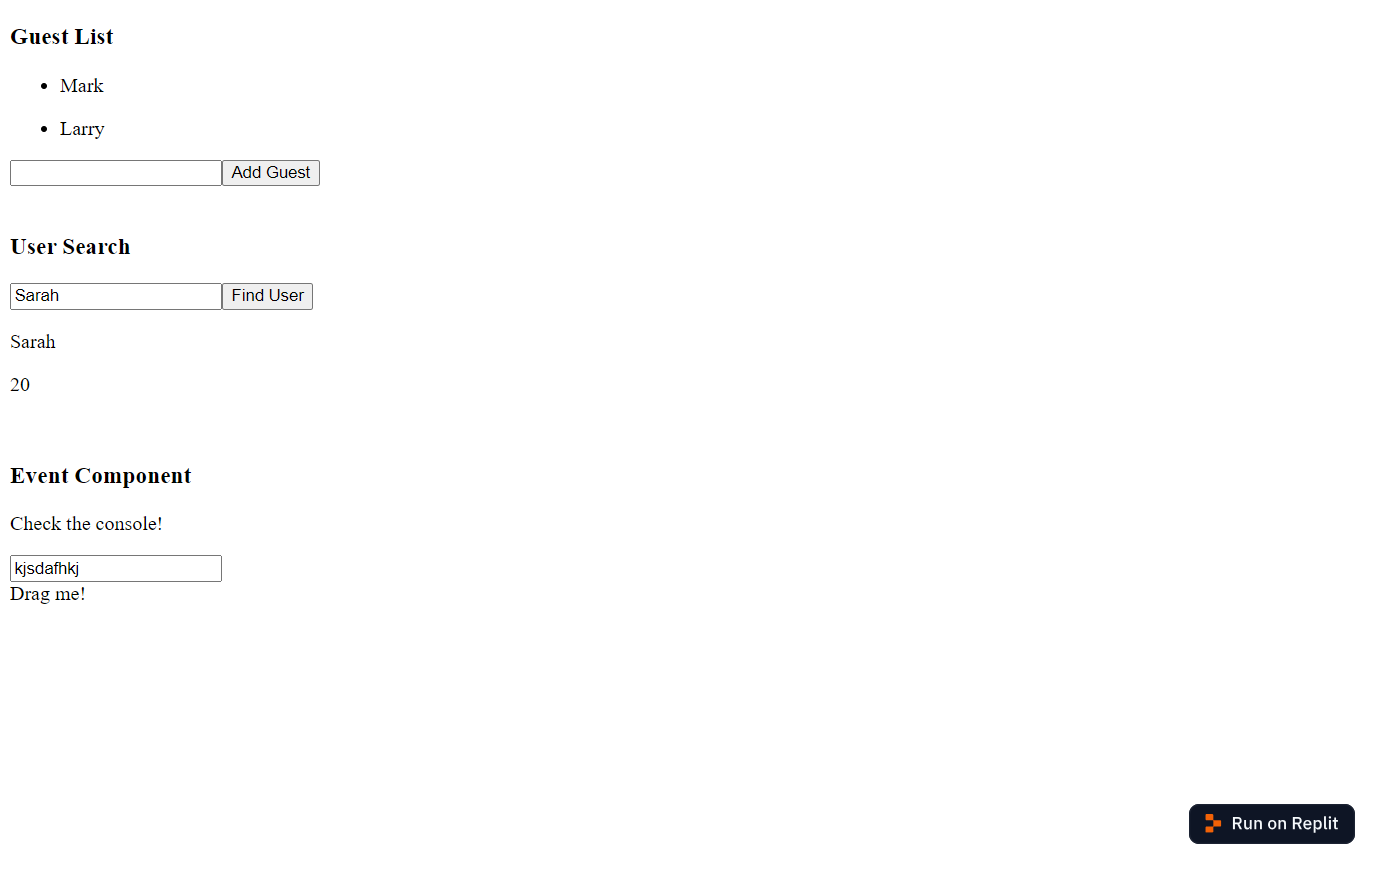 Guest List
Mark
Larry
Add Guest
User Search
Sarah Find User
Sarah
20
Event Component
Check the console!
kjsdafhkj
Drag me!
Run on Replit